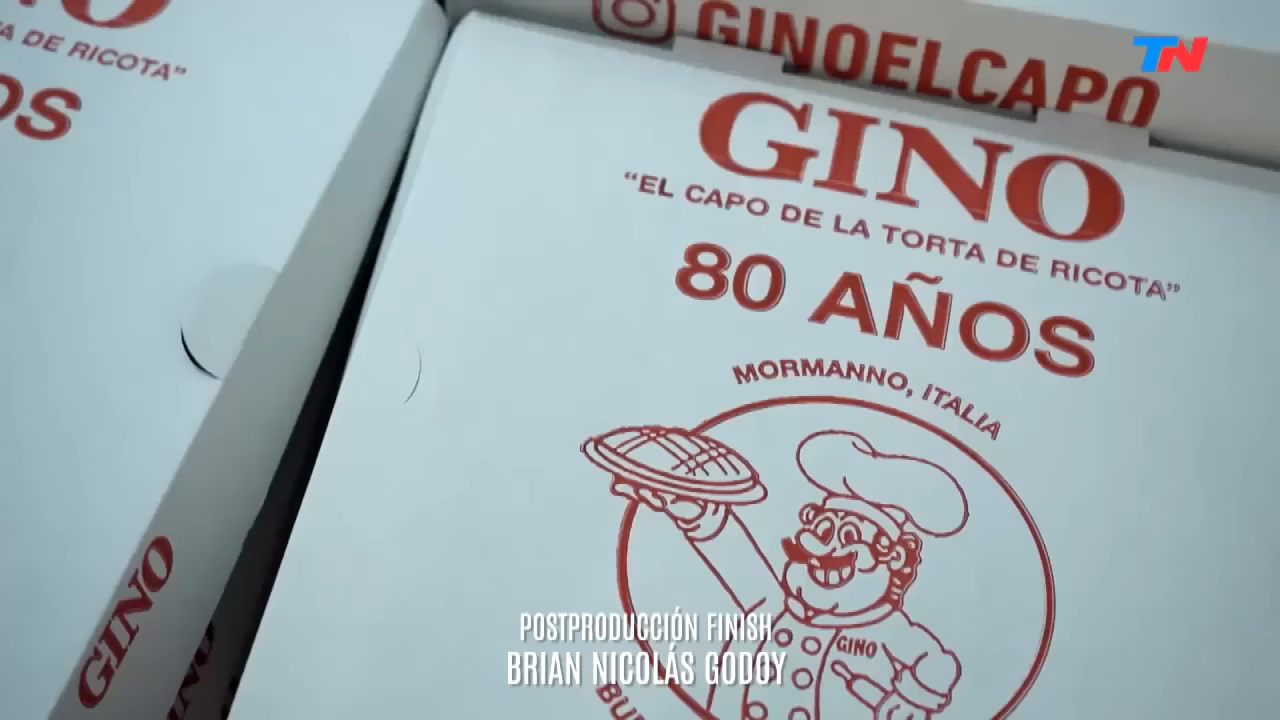 GINOELCAPO
TN
GINO
“EL CAPO DE LA TORTA DE RICOTA”
80 AÑOS
MORMANNO, ITALIA
GINO
DE RICOTA”
OS
GINO
GINO
POSTPRODUCCIÓN FINISH
BRIAN NICOLÁS GODOY